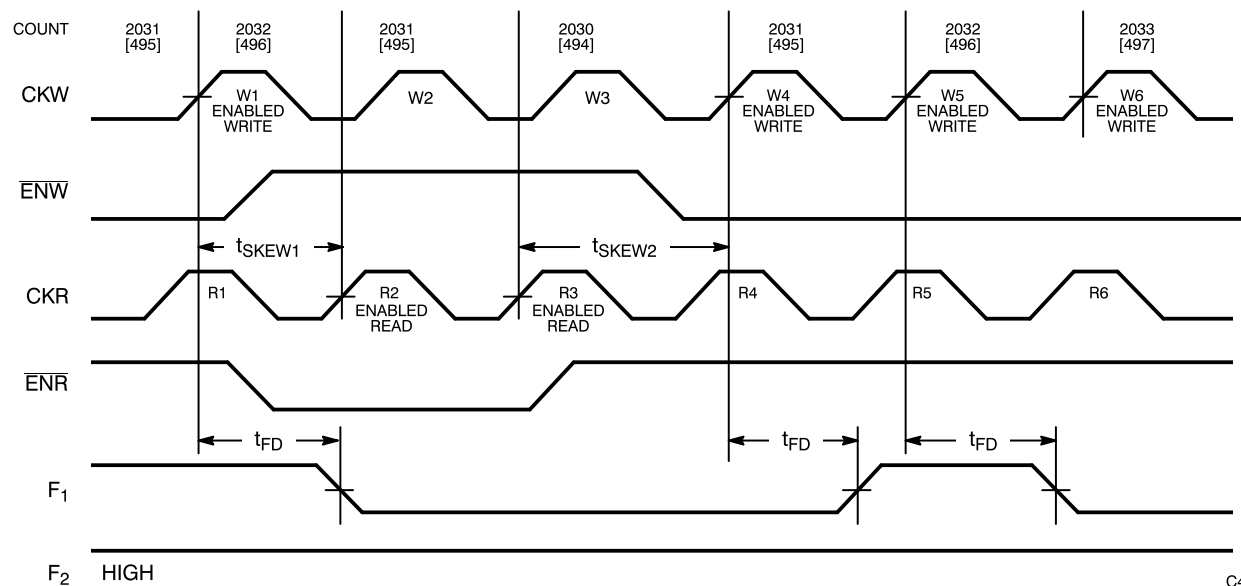 COUNT 2031 2032 2031 2030 2031 2032 2033
[495] [496] [495] [494] [495] [496] [497]
CKW W1 W2 W3 W4 W5 W6
ENABLED ENABLED ENABLED ENABLED
WRITE WRITE WRITE WRITE
ENW
tSKEW1 tSKEW2
CKR R1 R2 R3 R4 R5 R6
ENABLED ENABLED
READ READ
ENR
tFD tFD tFD
F1
F2 HIGH